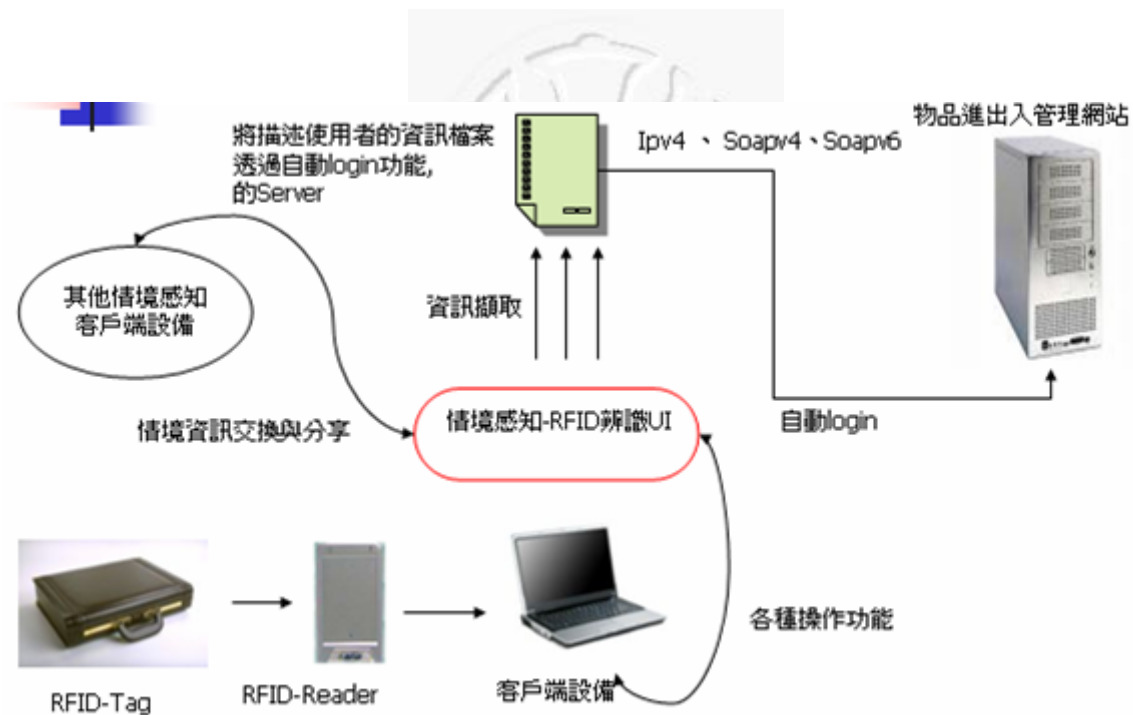 物品進出入管理網站
將描述使用者的資訊檔案
透過自動login功能,
的Server
Ipv4 、 Soapv4、Soapv6
其他情境感知
客戶端設備
資訊擷取
情境資訊交換與分享
情境感知-RFID辨識UI
自動login
各種操作功能
RFID-Tag
RFID-Reader
客戶端設備